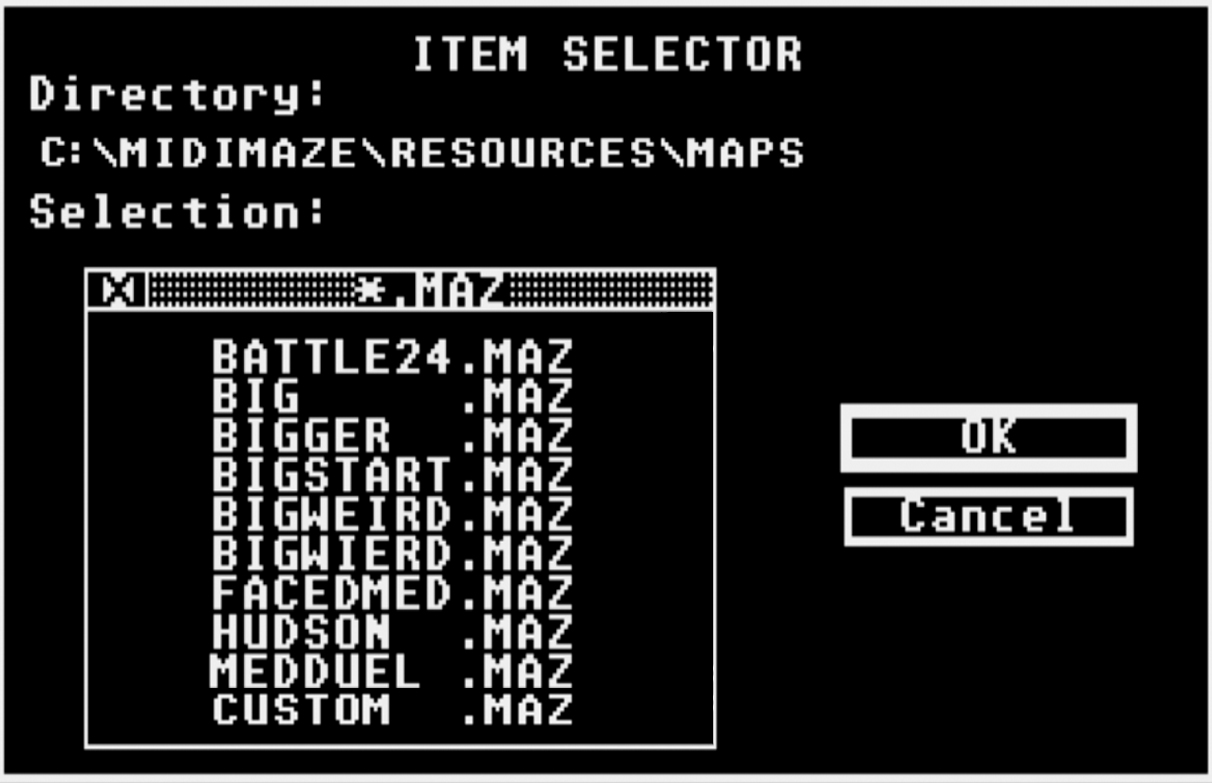 ITEM SELECTOR
Directory:
C:\MIDIMAZE\RESOURCES\MAPS
Selection:
*.MAZ
BATTLE24.MAZ
BIG     .MAZ
BIGGER  .MAZ
BIGSTART.MAZ
BIGWEIRD.MAZ
BIGWIERD.MAZ
FACEDMED.MAZ
HUDSON  .MAZ
MEDDUEL .MAZ
CUSTOM  .MAZ
OK
Cancel